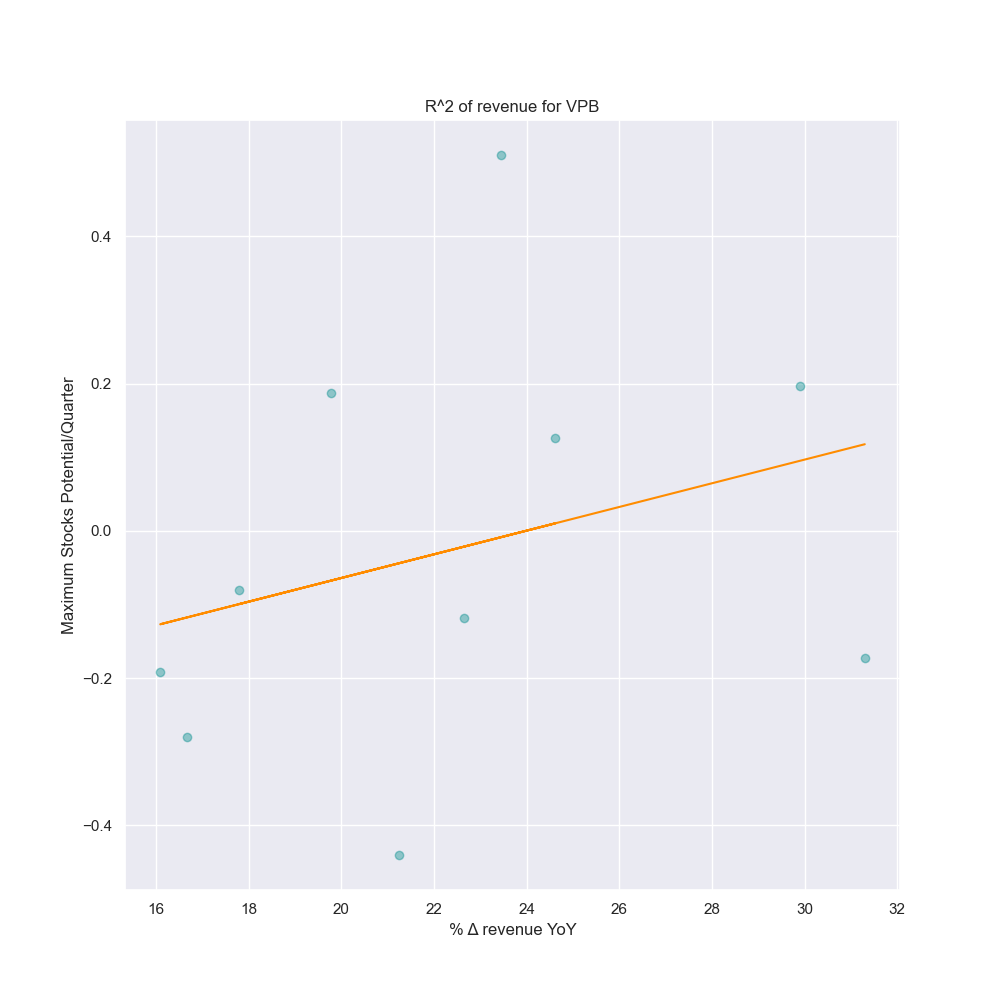 R^2 of revenue for VPB
Maximum Stocks Potential/Quarter
0.4
0.2
0.0
−0.2
−0.4
16 18 20 22 24 26 28 30 32
% Δ revenue YoY